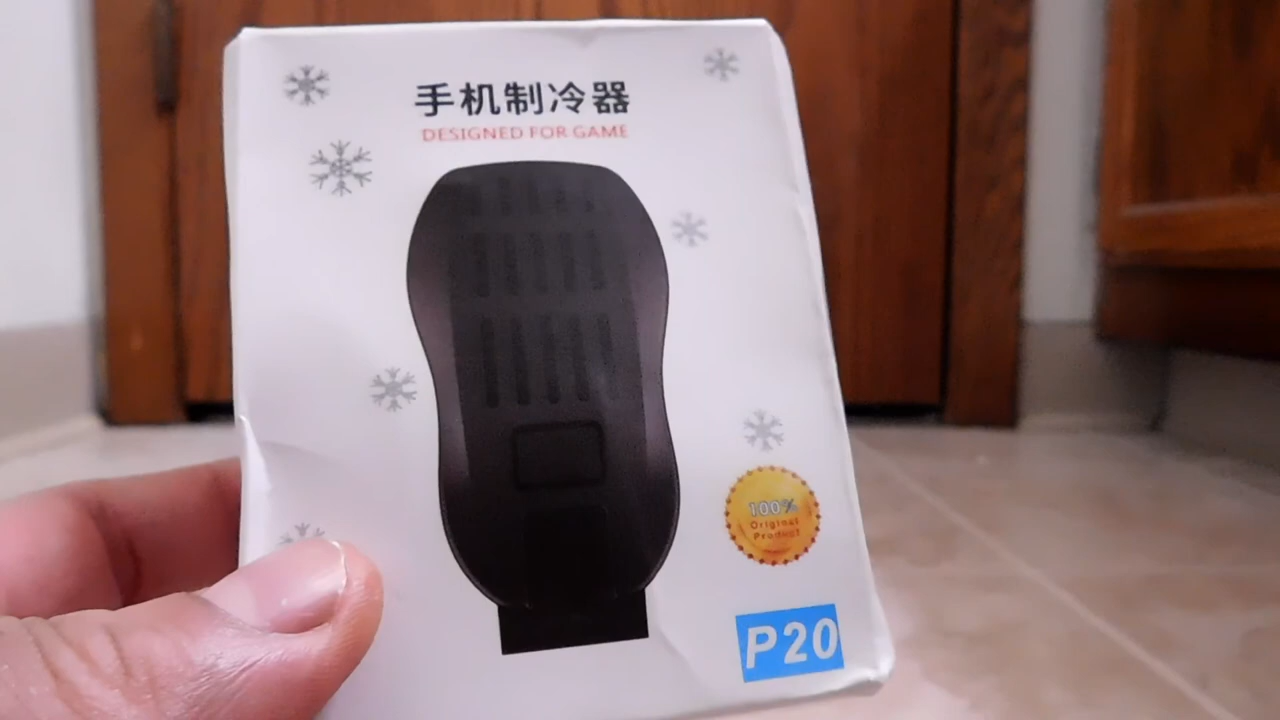 手机制冷器
DESIGNED FOR GAME
100%
Original
Product
P20